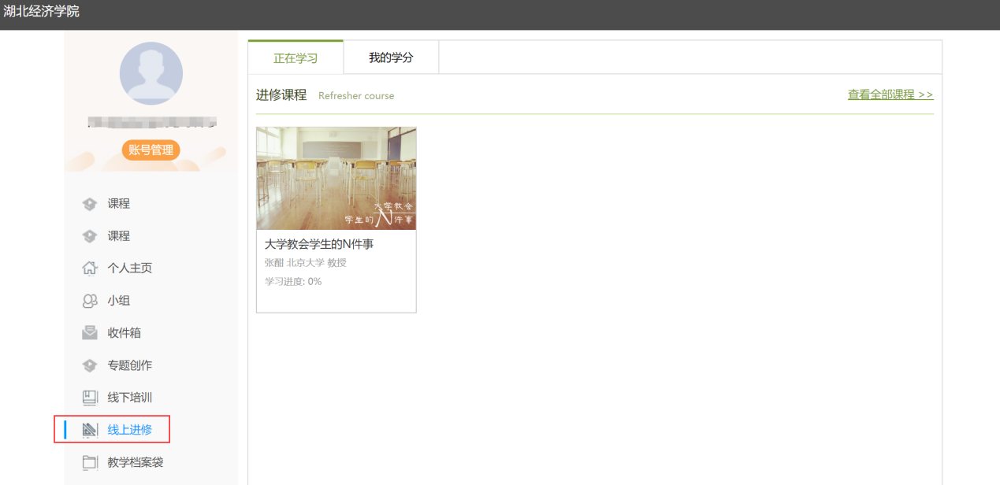 湖北经济学院
账号管理
课程
课程
个人主页
小组
收件箱
专题创作
线下培训
线上进修
教学档案袋
正在学习
我的学分
进修课程 Refresher course
查看全部课程 >>
大学教会
学生的N件事
大学教会学生的N件事
张酣 北京大学 教授
学习进度: 0%